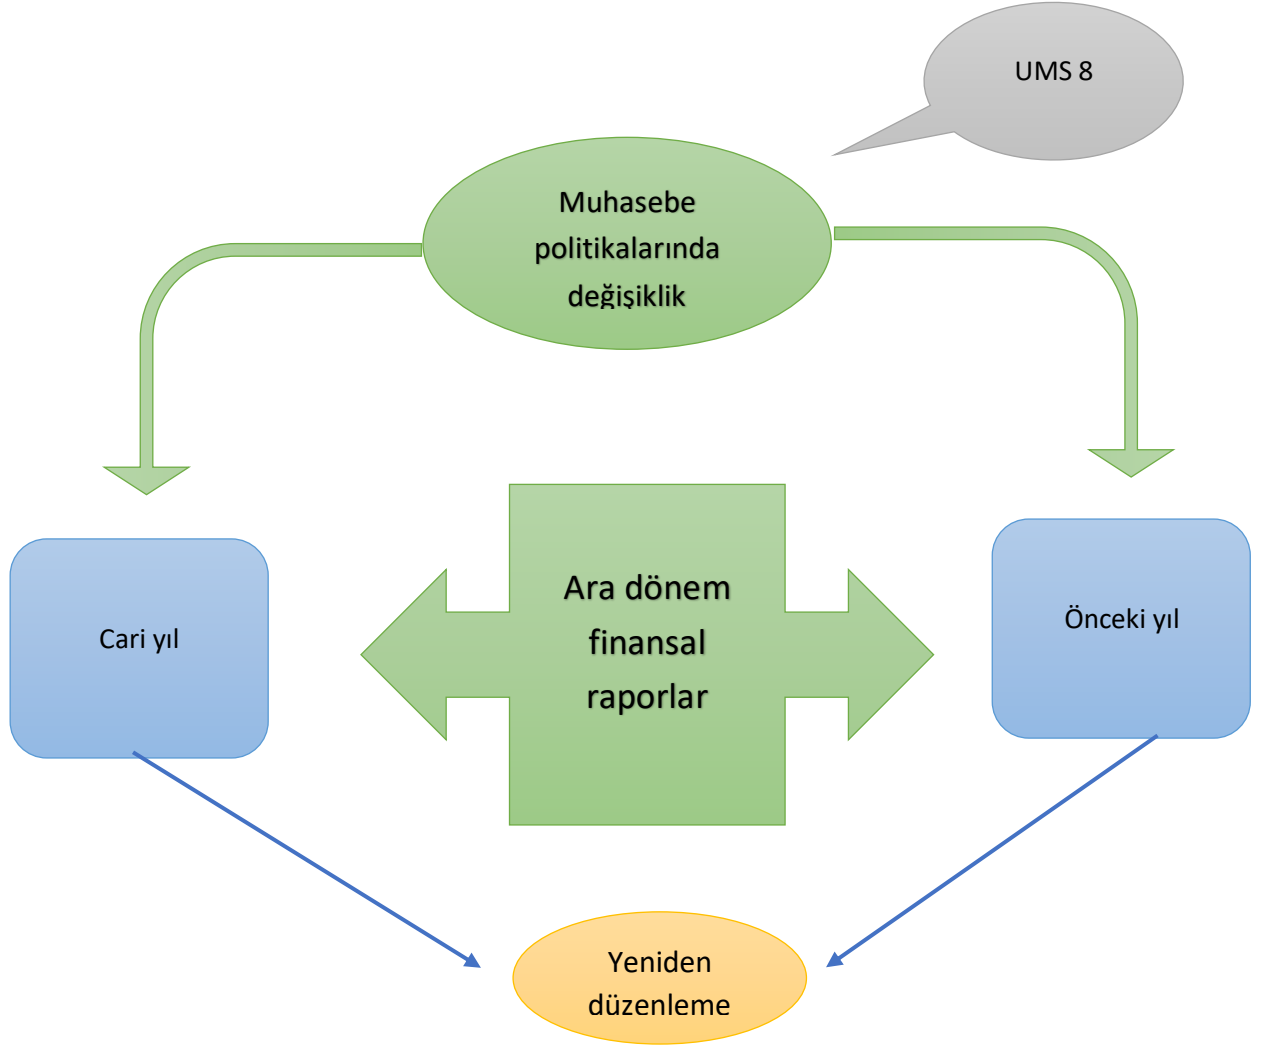 UMS 8
Muhasebe
politikalarında
değişiklik
Ara dönem
finansal
raporlar
Cari yıl
Önceki yıl
Yeniden
düzenleme